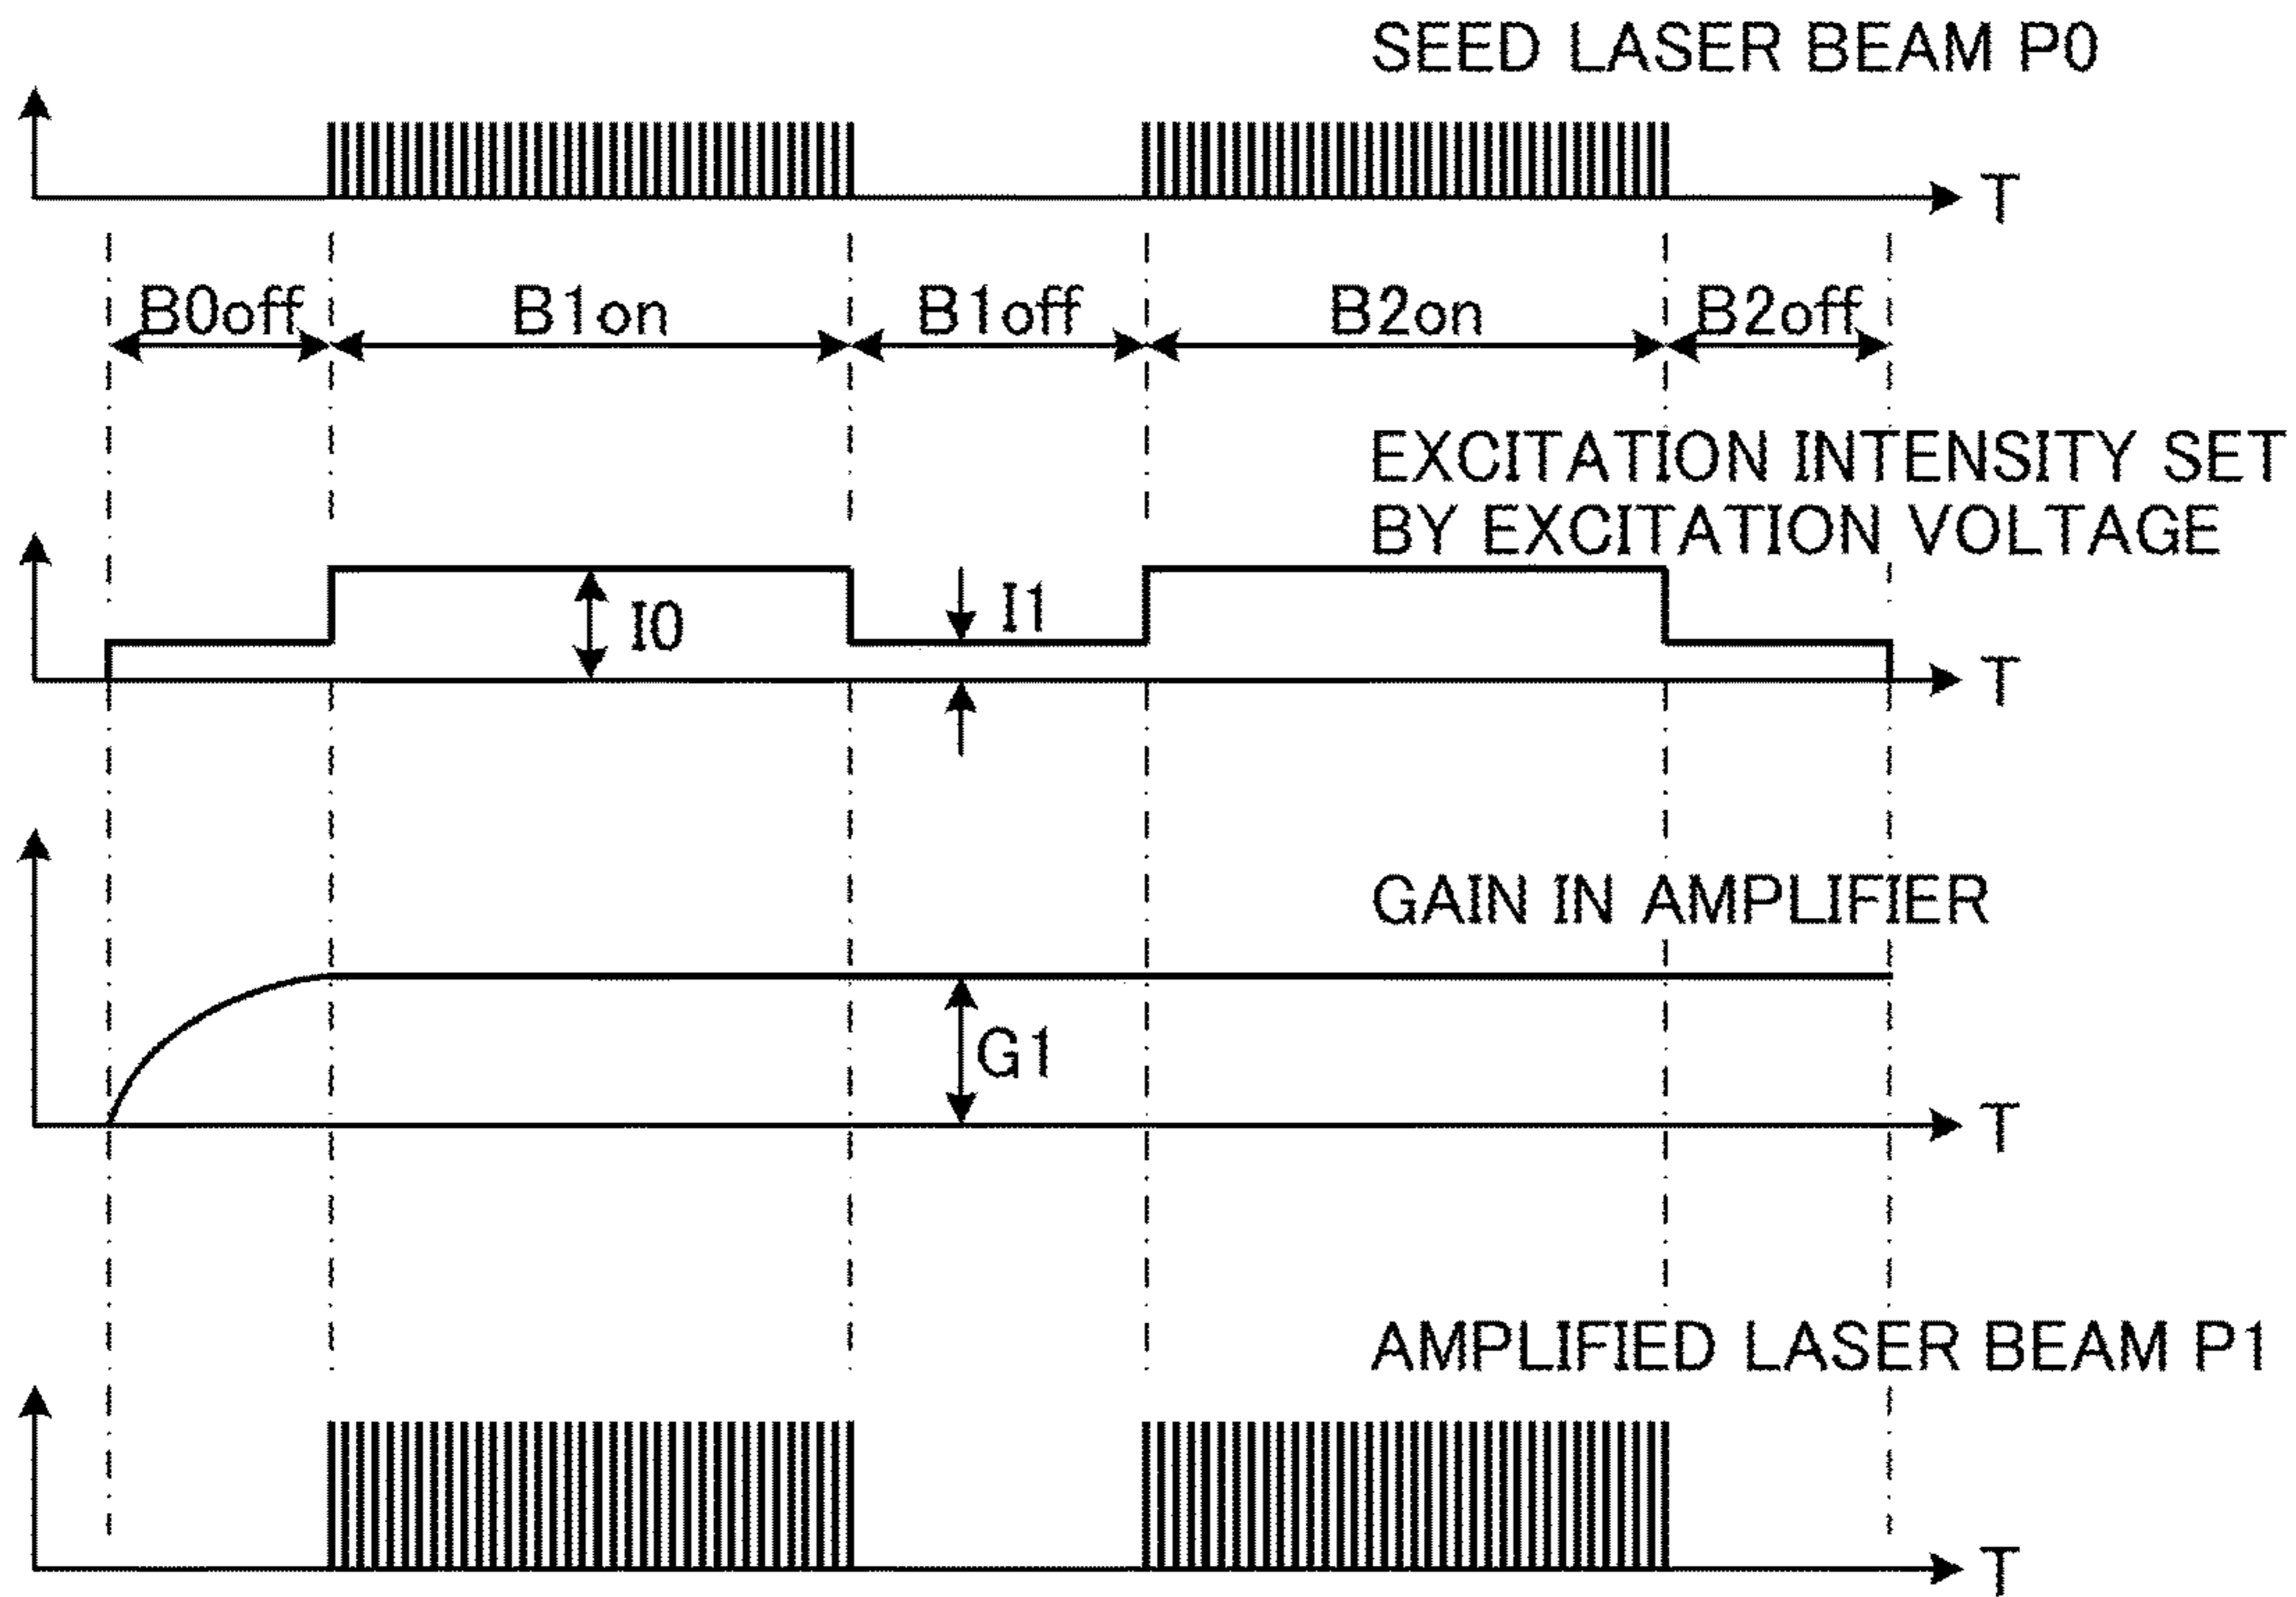 SEED LASER BEAM P0
T
B0off B1on B1off B2on B2off
EXCITATION INTENSITY SET
BY EXCITATION VOLTAGE
I0 I1
T
GAIN IN AMPLIFIER
G1
T
AMPLIFIED LASER BEAM P1
T